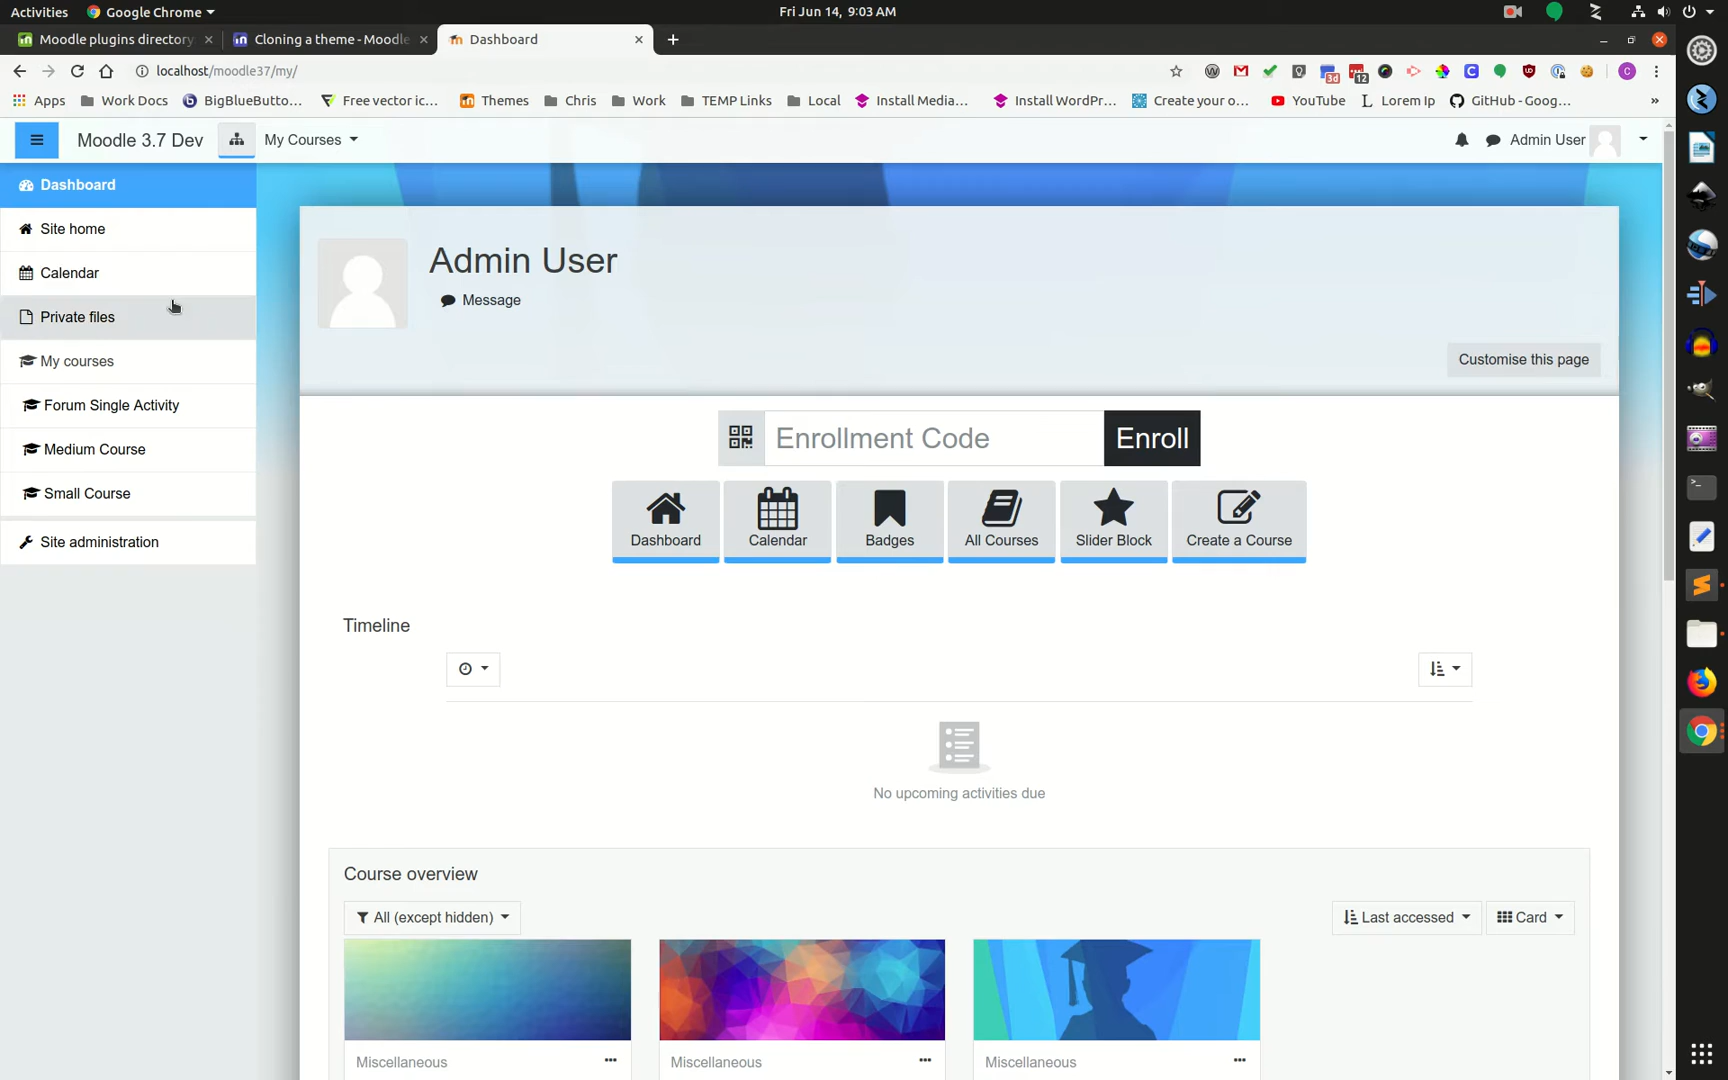 Activities Google Chrome Fri Jun 14, 9:03 AM
Moodle plugins directory Cloning a theme - Moodle Dashboard
localhost/moodle37/my/
3d 12 C
Apps Work Docs BigBlueButto... Free vector ic... Themes Chris Work TEMP Links Local Install Media... Install WordPr... Create your o... YouTube Lorem Ip GitHub - Goog... »
Moodle 3.7 Dev My Courses Admin User
Dashboard
Site home
Calendar
Private files
My courses
Forum Single Activity
Medium Course
Small Course
Site administration
Admin User
Message
Customise this page
Enrollment Code Enroll
Dashboard Calendar Badges All Courses Slider Block Create a Course
Timeline
No upcoming activities due
Course overview
All (except hidden) Last accessed Card
Miscellaneous Miscellaneous Miscellaneous